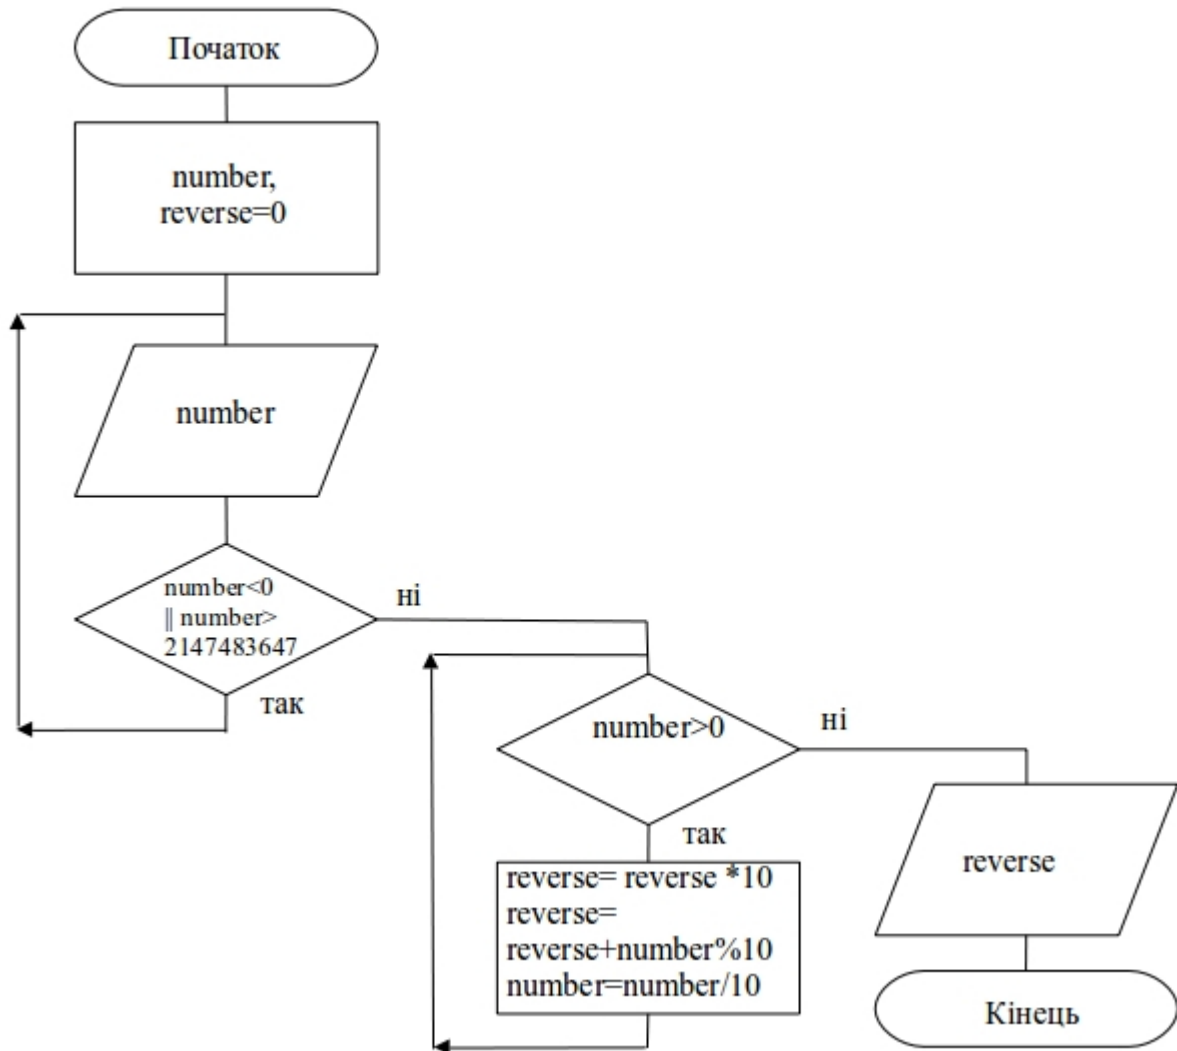 Початок
number,
reverse=0
number
number<0
|| number>
2147483647
ні
так
number>0
ні
так
reverse= reverse *10
reverse=
reverse+number%10
number=number/10
reverse
Кінець